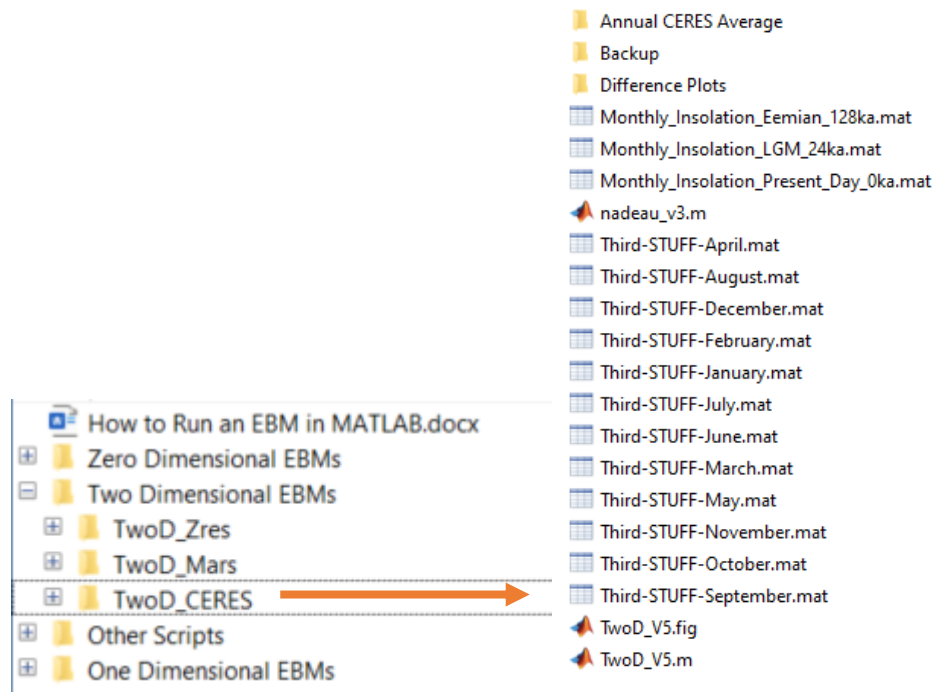 How to Run an EBM in MATLAB.docx
Zero Dimensional EBMs
Two Dimensional EBMs
TwoD_Zres
TwoD_Mars
TwoD_CERES
Other Scripts
One Dimensional EBMs
Annual CERES Average
Backup
Difference Plots
Monthly_Insolation_Eemian_128ka.mat
Monthly_Insolation_LGM_24ka.mat
Monthly_Insolation_Present_Day_0ka.mat
nadeau_v3.m
Third-STUFF-April.mat
Third-STUFF-August.mat
Third-STUFF-December.mat
Third-STUFF-February.mat
Third-STUFF-January.mat
Third-STUFF-July.mat
Third-STUFF-June.mat
Third-STUFF-March.mat
Third-STUFF-May.mat
Third-STUFF-November.mat
Third-STUFF-October.mat
Third-STUFF-September.mat
TwoD_V5.fig
TwoD_V5.m